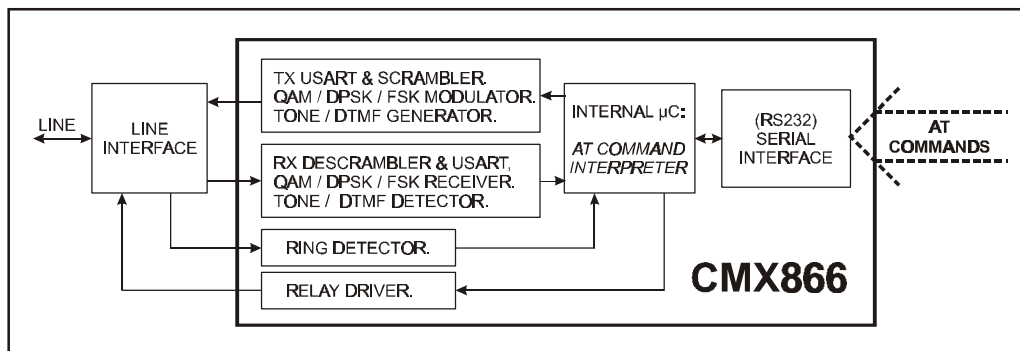 LINE
LINE
INTERFACE
TX USART & SCRAMBLER.
QAM / DPSK / FSK MODULATOR.
TONE / DTMF GENERATOR.
RX DESCRAMBLER & USART,
QAM / DPSK / FSK RECEIVER.
TONE / DTMF DETECTOR.
RING DETECTOR.
RELAY DRIVER.
INTERNAL µC:
AT COMMAND
INTERPRETER
(RS232)
SERIAL
INTERFACE
AT
COMMANDS
CMX866